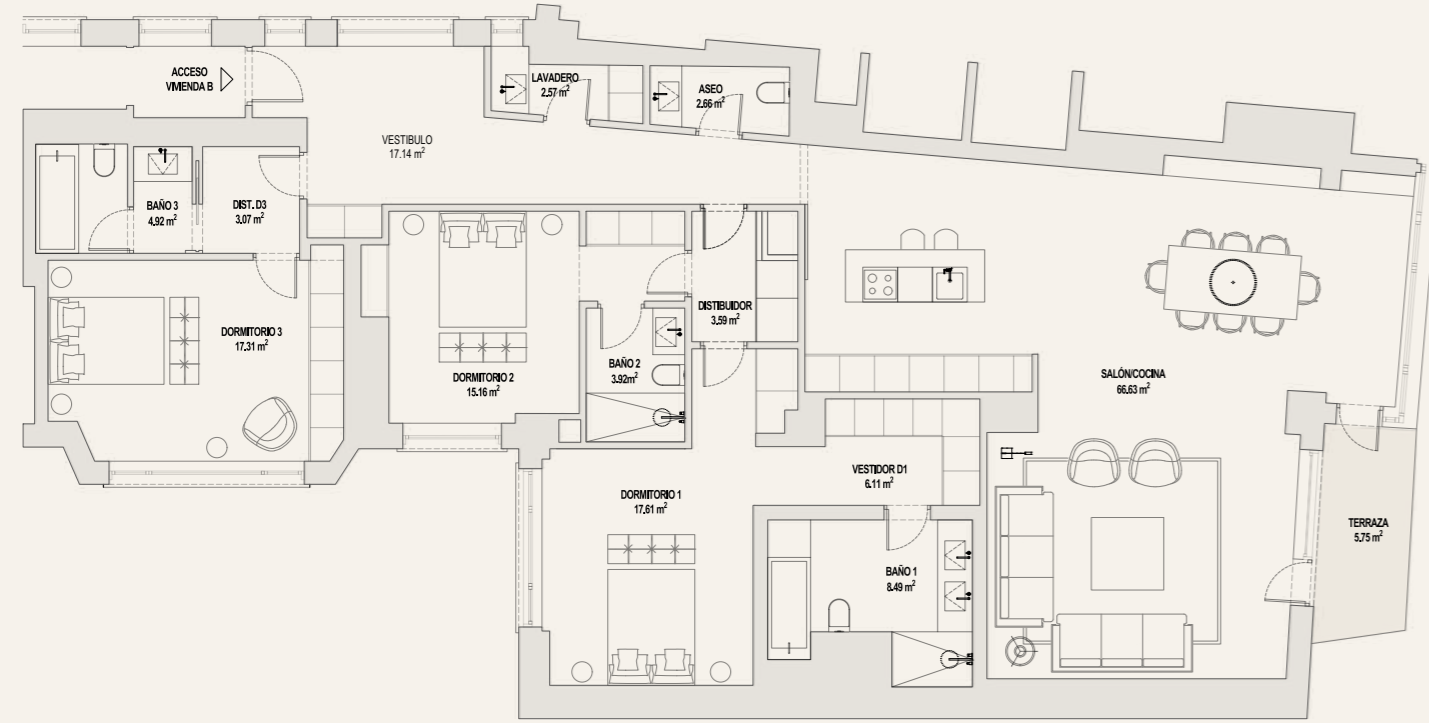 ACCESO
VIVIENDA B
LAVADERO
2.57 m²
ASEO
2.66 m²
VESTIBULO
17.14 m²
BAÑO 3
4.92 m²
DIST. D3
3.07 m²
DISTIBUIDOR
3.59 m²
DORMITORIO 3
17.31 m²
DORMITORIO 2
15.16 m²
BAÑO 2
3.92m²
SALÓN/COCINA
66.63 m²
DORMITORIO 1
17.61 m²
VESTIDOR D1
6.11 m²
TERRAZA
5.75 m²
BAÑO 1
8.49 m²